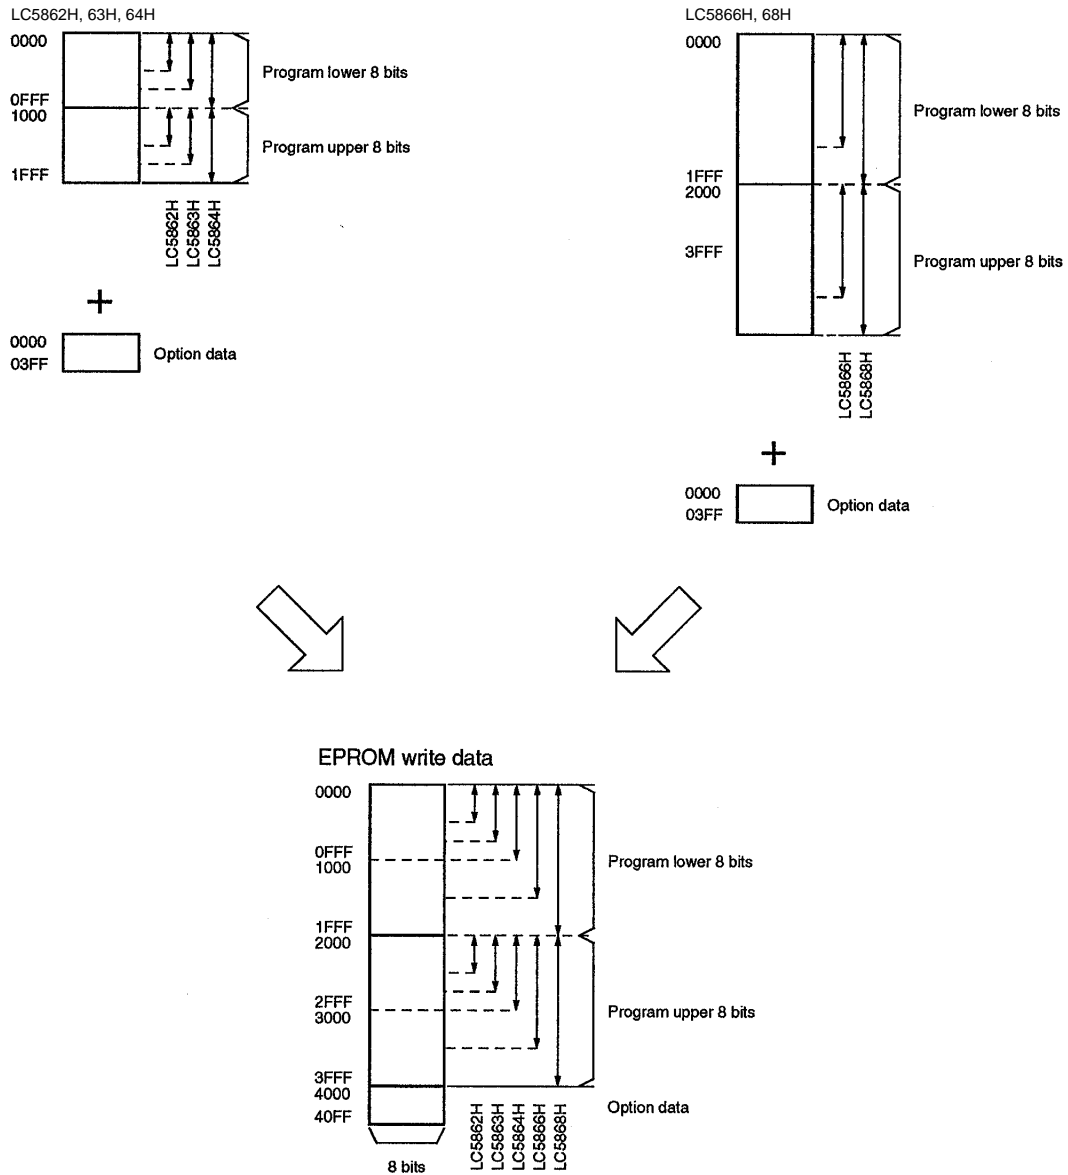 LC5862H, 63H, 64H
0000
0FFF
1000
1FFF
Program lower 8 bits
Program upper 8 bits
LC5862H
LC5863H
LC5864H
+
0000
03FF
Option data
LC5866H, 68H
0000
1FFF
2000
3FFF
Program lower 8 bits
Program upper 8 bits
LC5866H
LC5868H
+
0000
03FF
Option data
EPROM write data
0000
0FFF
1000
1FFF
2000
2FFF
3000
3FFF
4000
40FF
Program lower 8 bits
Program upper 8 bits
Option data
LC5862H
LC5863H
LC5864H
LC5866H
LC5868H
8 bits